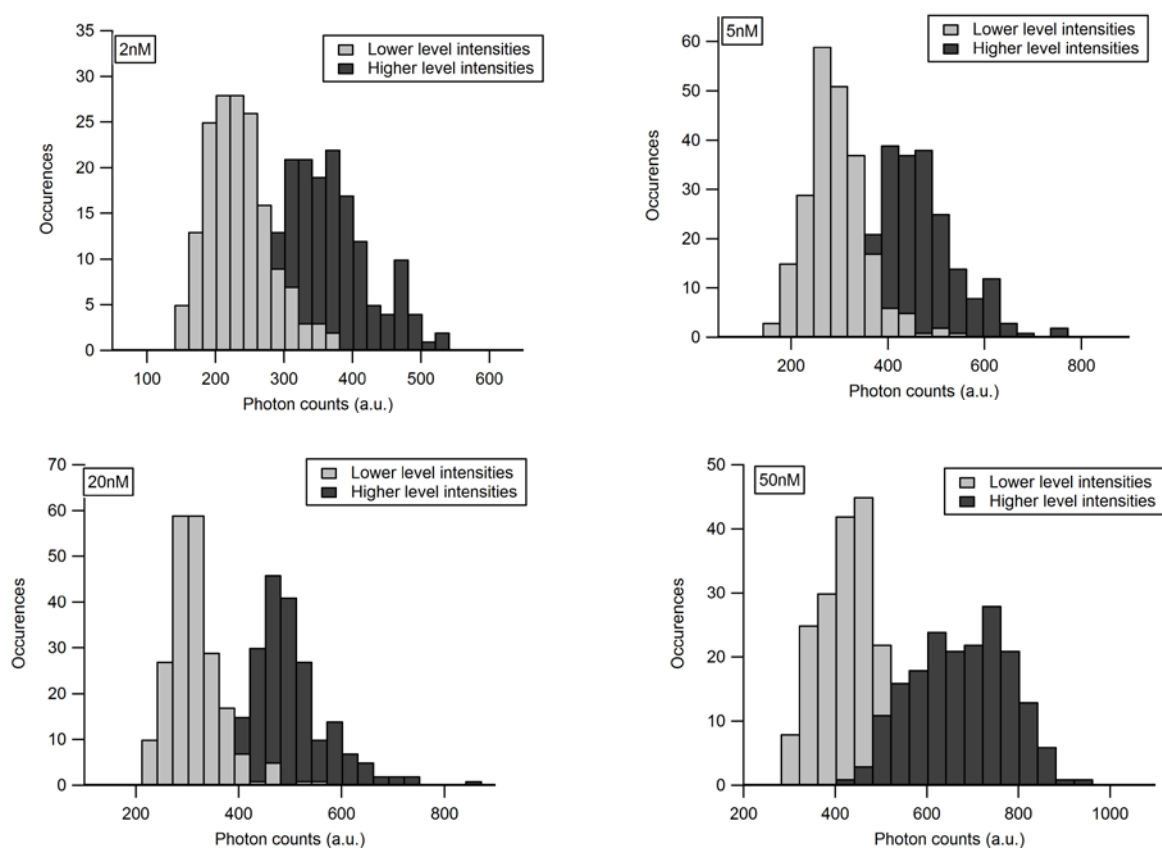 2nM
Lower level intensities
Higher level intensities
35
30
25
20
15
10
5
0
Occurences
100 200 300 400 500 600
Photon counts (a.u.)
5nM
Lower level intensities
Higher level intensities
60
50
40
30
20
10
0
Occurences
200 400 600 800
Photon counts (a.u.)
20nM
Lower level intensities
Higher level intensities
70
60
50
40
30
20
10
0
Occurences
200 400 600 800
Photon counts (a.u.)
50nM
Lower level intensities
Higher level intensities
50
40
30
20
10
0
Occurences
200 400 600 800 1000
Photon counts (a.u.)